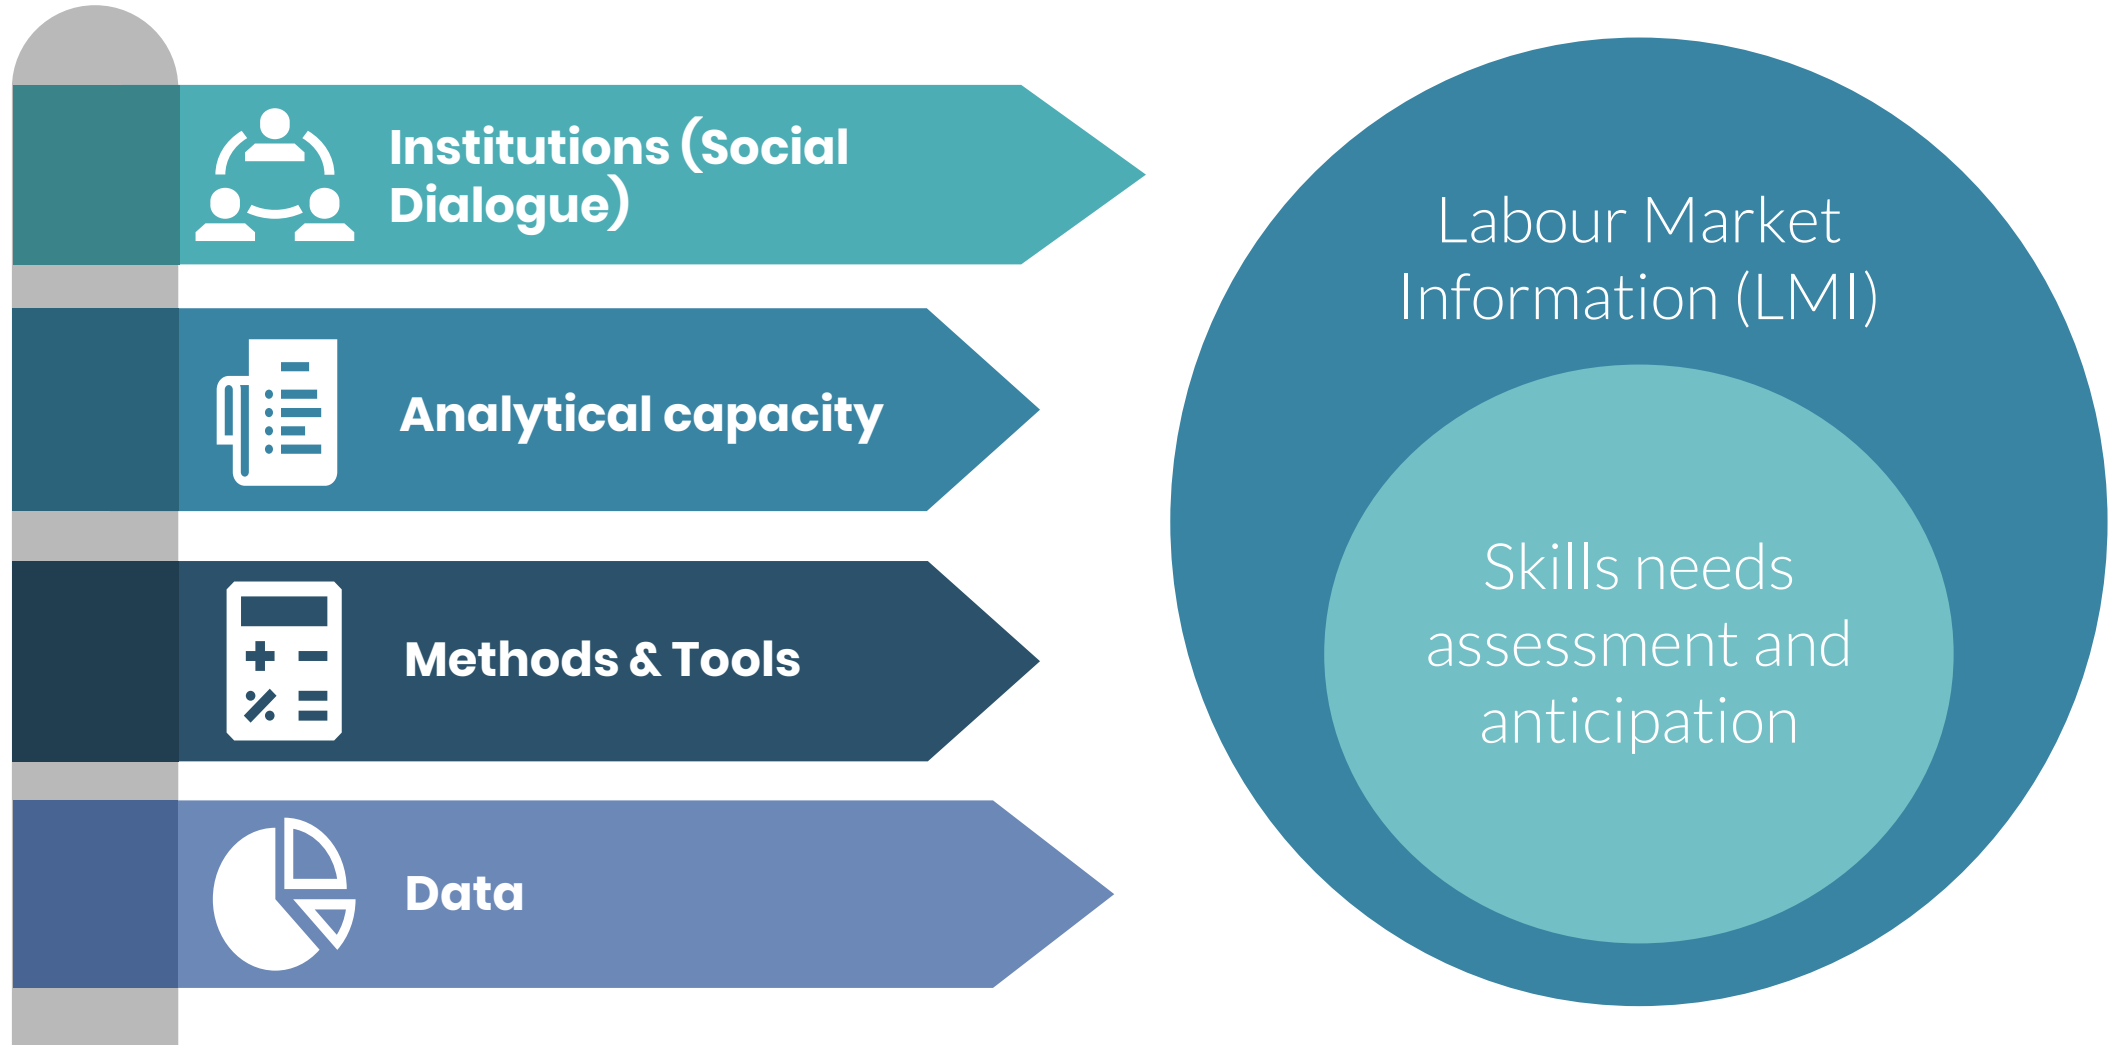 Institutions (Social
Dialogue)
Analytical capacity
Methods & Tools
Data
Labour Market
Information (LMI)
Skills needs
assessment and
anticipation